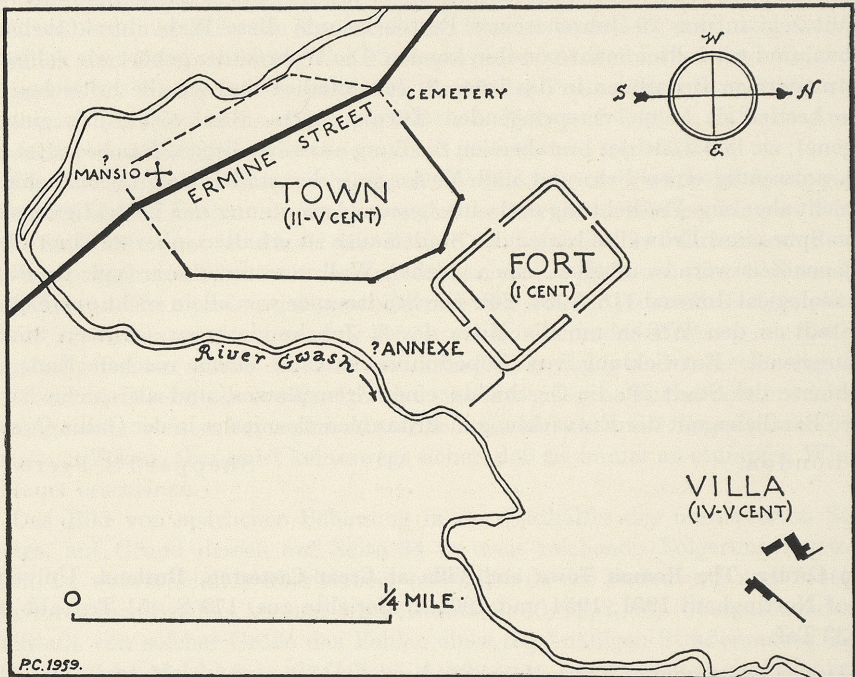 W
S N
E
CEMETERY
?
MANSIO
ERMINE STREET
TOWN
(II-V CENT)
FORT
(I CENT)
?ANNEXE
River Gwash
VILLA
(IV-V CENT)
0 ¼ MILE
P.C. 1959.